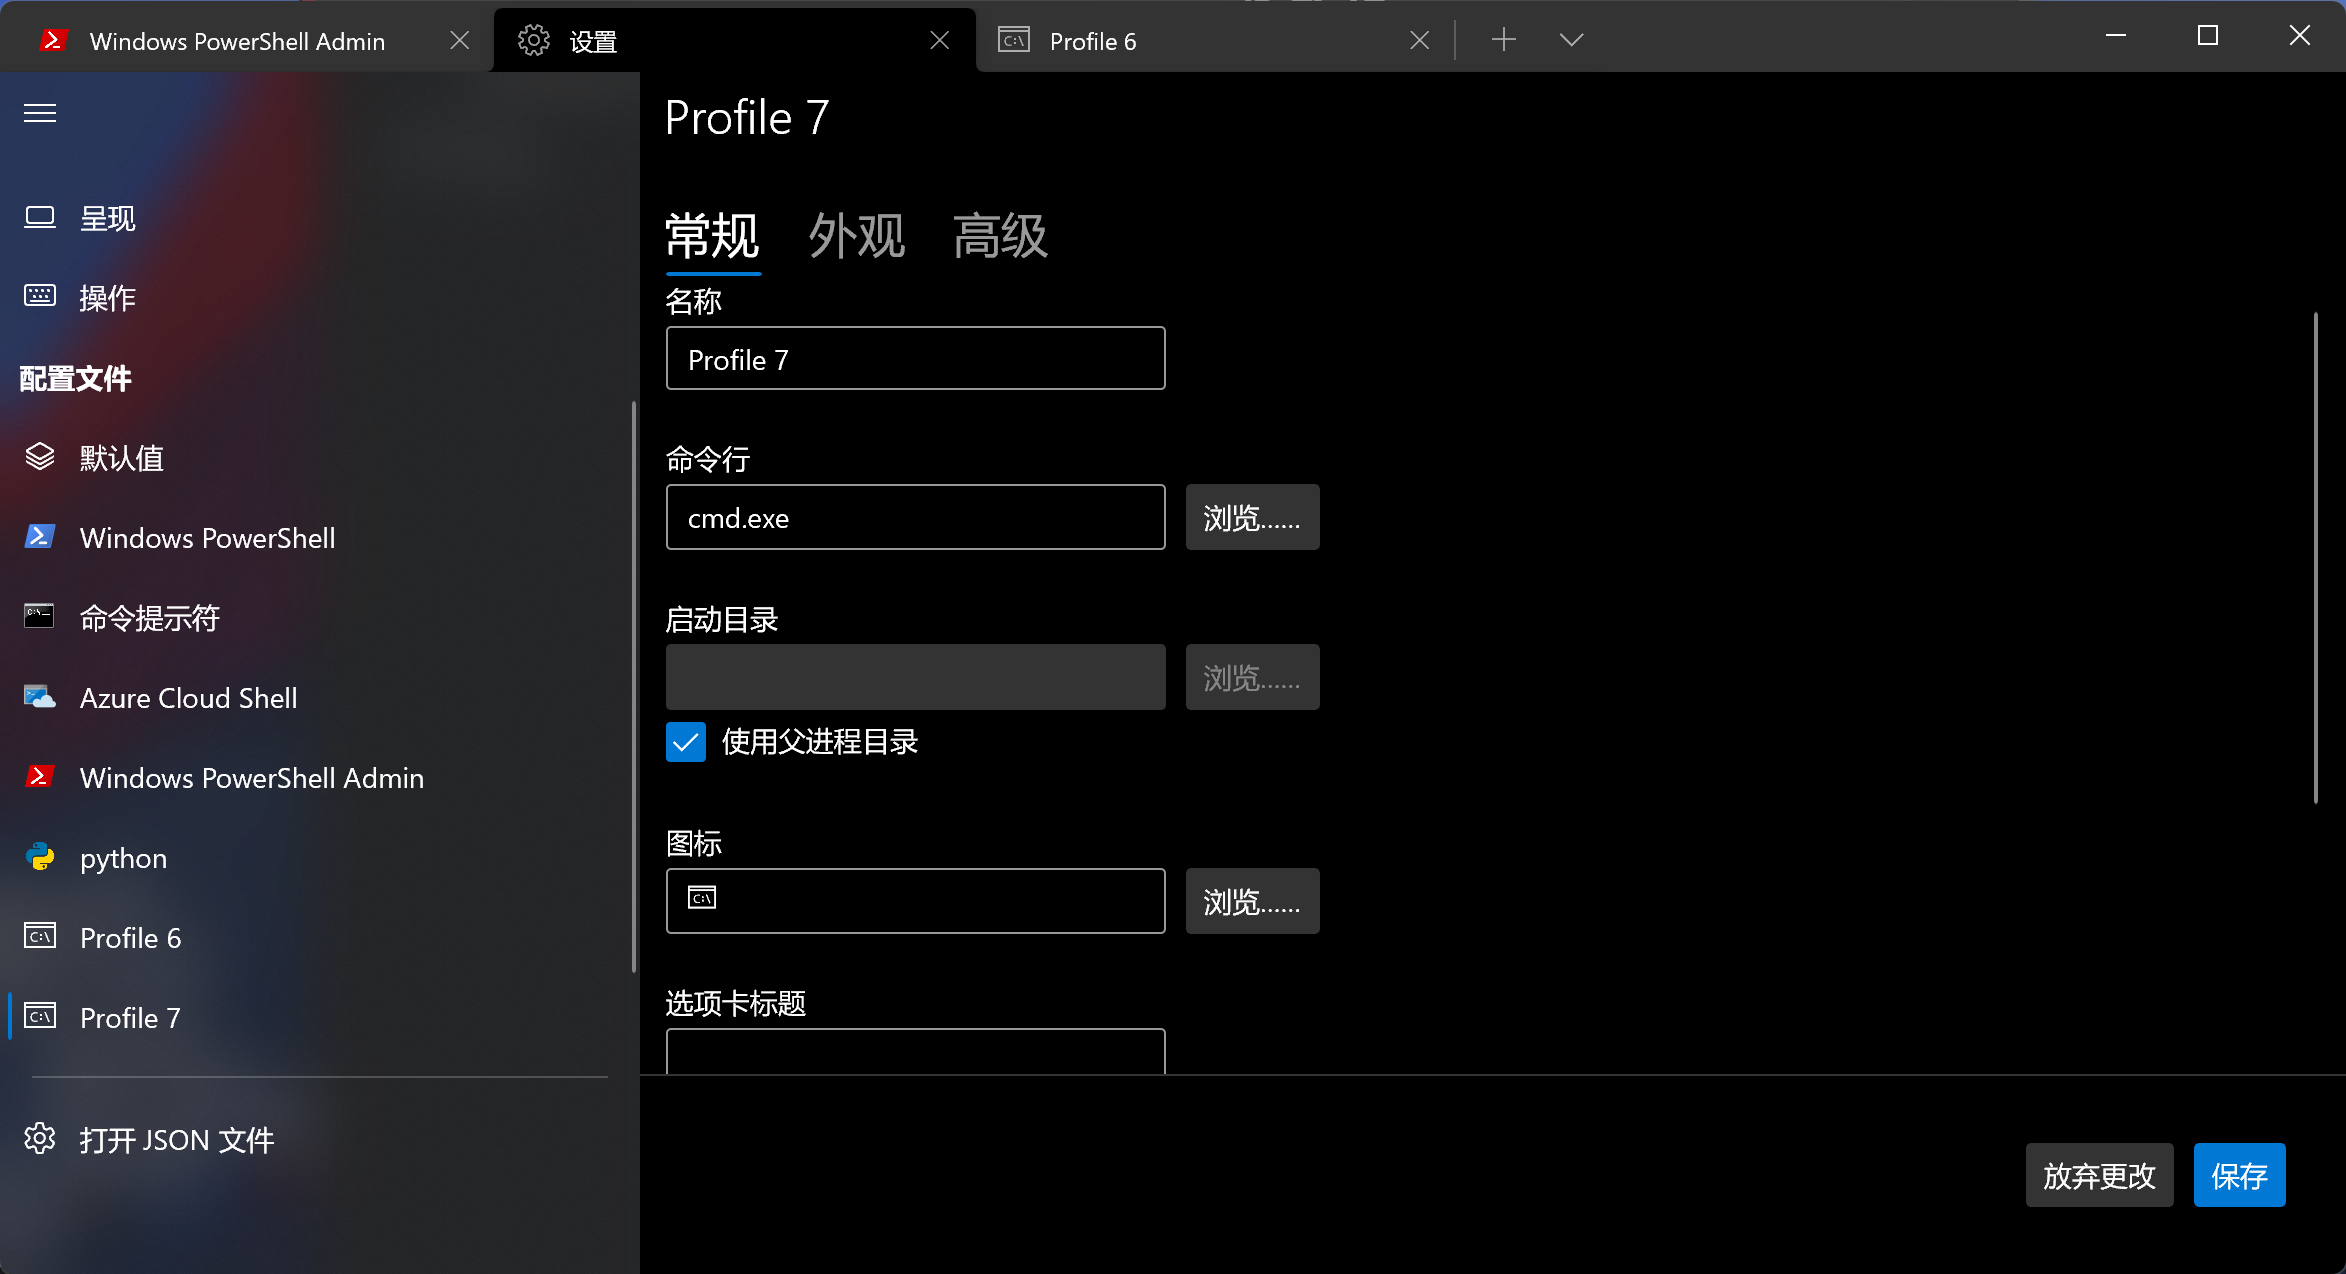 Windows PowerShell Admin
设置
Profile 6
呈现
操作
配置文件
默认值
Windows PowerShell
命令提示符
Azure Cloud Shell
Windows PowerShell Admin
python
Profile 6
Profile 7
打开 JSON 文件
Profile 7
常规 外观 高级
名称
Profile 7
命令行
cmd.exe
浏览......
启动目录
浏览......
使用父进程目录
图标
浏览......
选项卡标题
放弃更改
保存